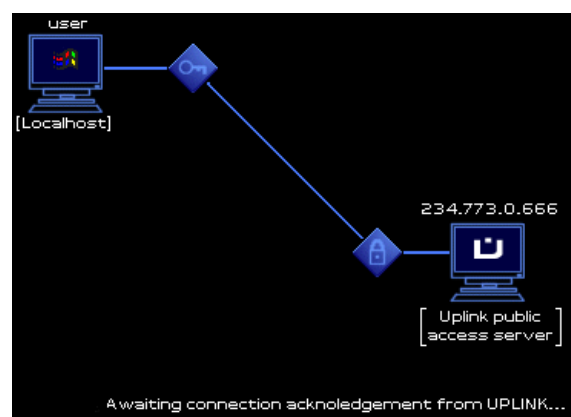 user
[Localhost]
234.773.0.666
Uplink public
access server
Awaiting connection acknoledgement from UPLINK...